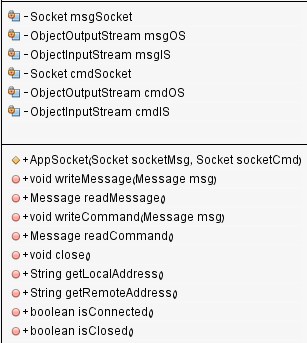 - Socket msgSocket
- ObjectOutputStream msgOS
- ObjectInputStream msgIS
- Socket cmdSocket
- ObjectOutputStream cmdOS
- ObjectInputStream cmdIS
+ AppSocket(Socket socketMsg, Socket socketCmd)
+ void writeMessage(Message msg)
+ Message readMessage()
+ void writeCommand(Message msg)
+ Message readCommand()
+ void close()
+ String getLocalAddress()
+ String getRemoteAddress()
+ boolean isConnected()
+ boolean isClosed()